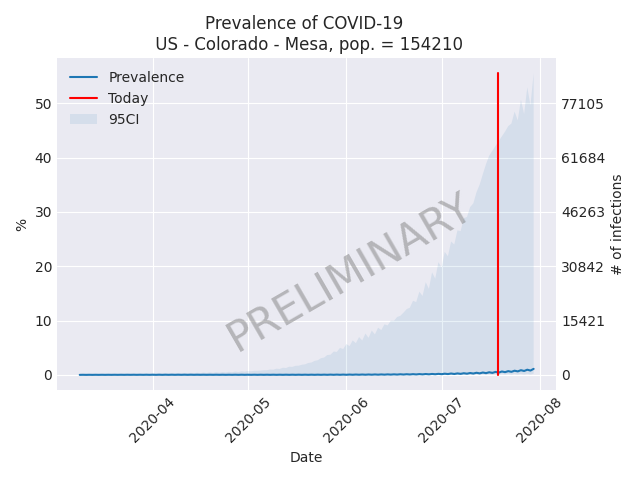 Prevalence of COVID-19
US - Colorado - Mesa, pop. = 154210
Prevalence
Today
95CI
%
50
40
30
20
10
0
77105
61684
46263
30842
15421
0
# of infections
PRELIMINARY
2020-04
2020-05
2020-06
2020-07
2020-08
Date